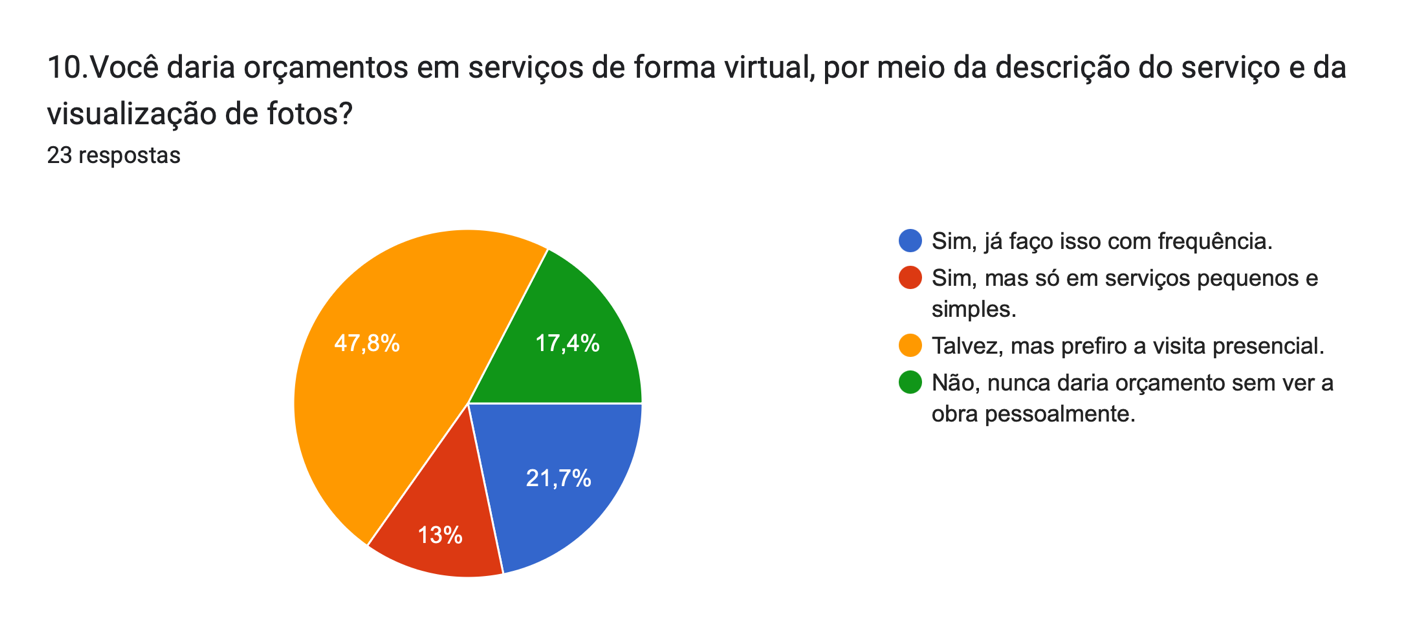 10.Você daria orçamentos em serviços de forma virtual, por meio da descrição do serviço e da
visualização de fotos?
23 respostas
47,8%
17,4%
21,7%
13%
Sim, já faço isso com frequência.
Sim, mas só em serviços pequenos e
simples.
Talvez, mas prefiro a visita presencial.
Não, nunca daria orçamento sem ver a
obra pessoalmente.